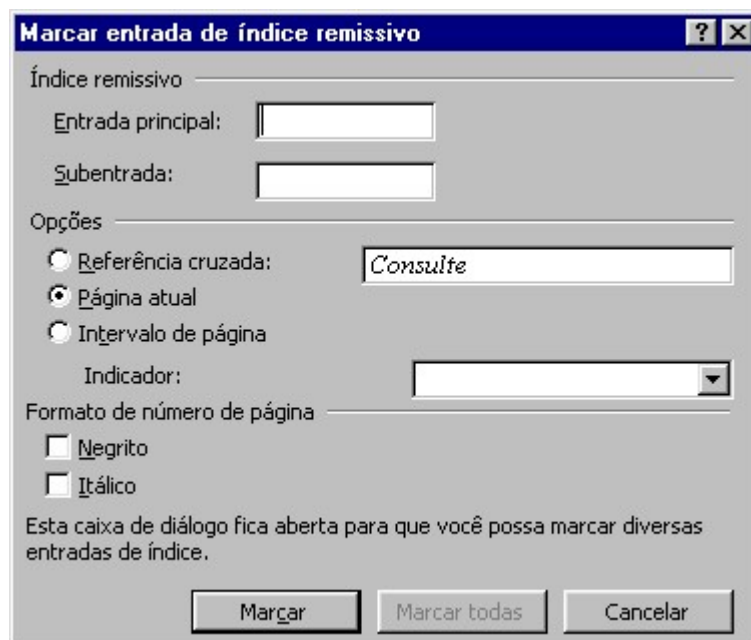 Marcar entrada de índice remissivo
Índice remissivo
Entrada principal:
Subentrada:
Opções
Referência cruzada: Consulte
Página atual
Intervalo de página
Indicador:
Formato de número de página
Negrito
Itálico
Esta caixa de diálogo fica aberta para que você possa marcar diversas
entradas de índice.
Marcar Marcar todas Cancelar